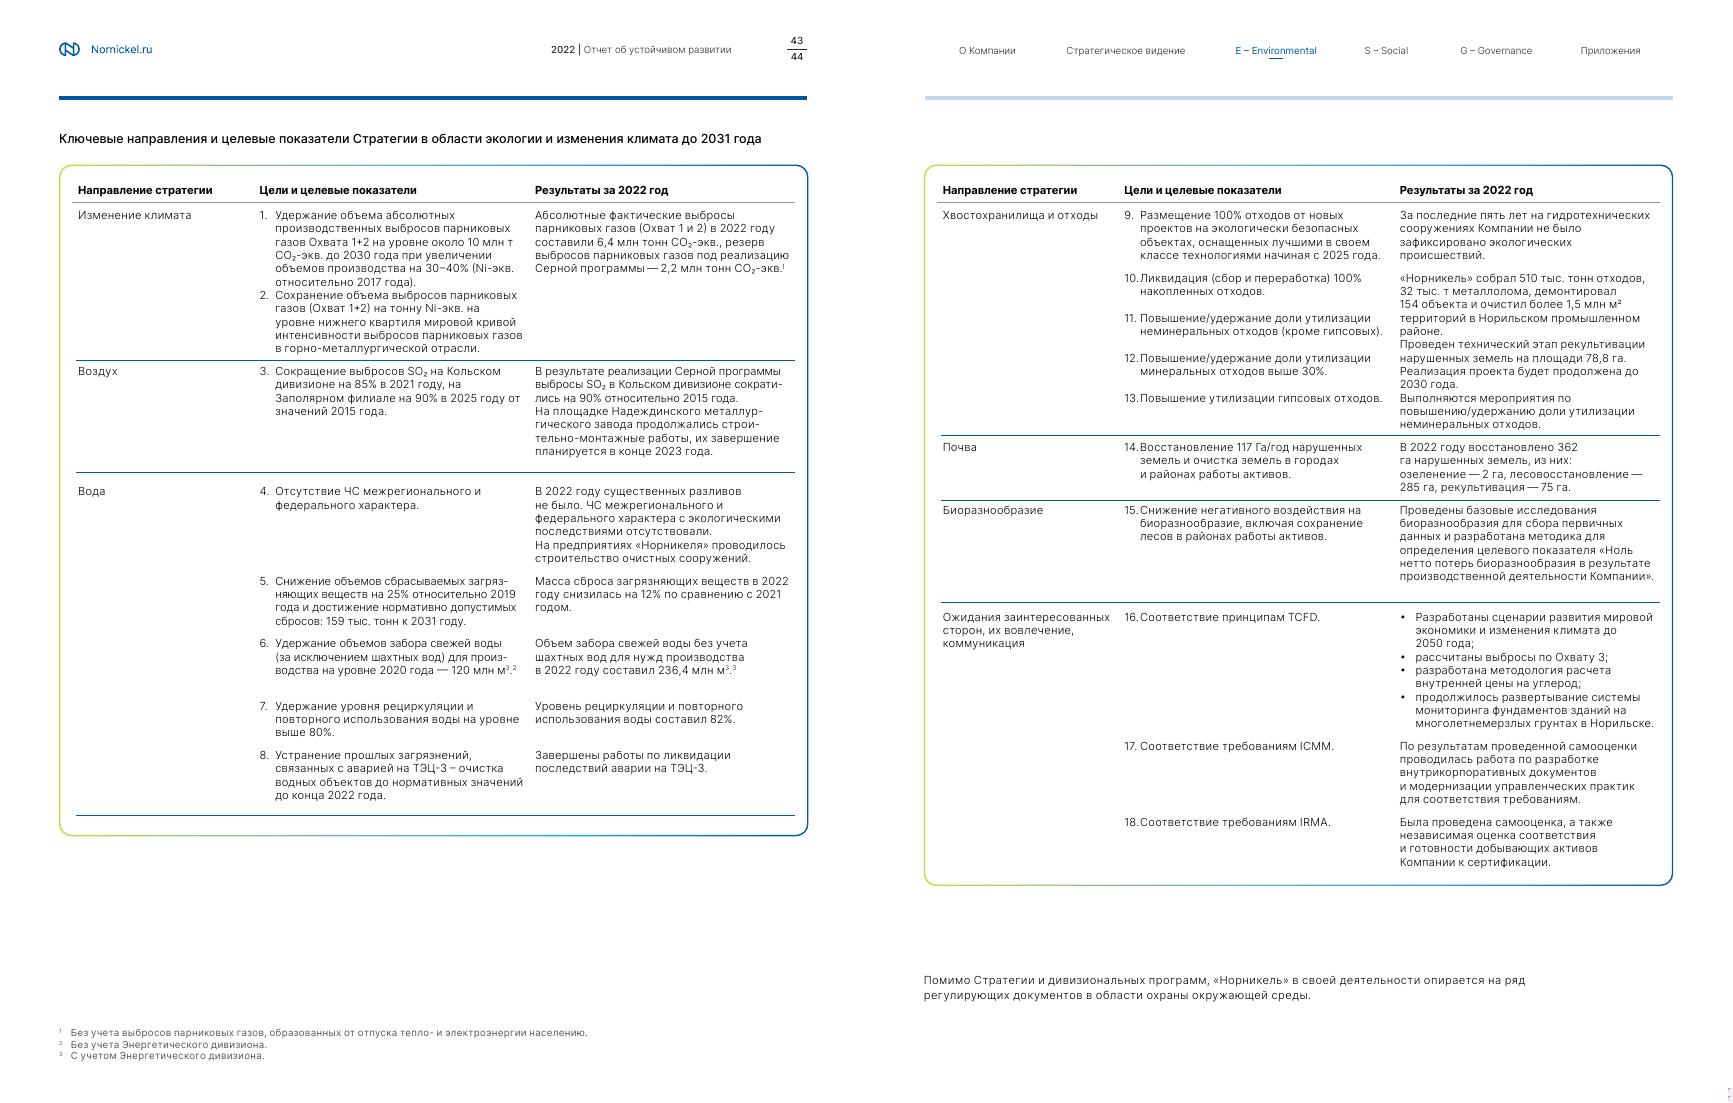 Nornickel.ru
2022 | Отчет об устойчивом развитии
43
44
Ключевые направления и целевые показатели Стратегии в области экологии и изменения климата до 2031 года
Направление стратегии
Цели и целевые показатели
Результаты за 2022 год
Изменение климата
1. Удержание объема абсолютных
производственных выбросов парниковых
газов Охвата 1+2 на уровне около 10 млн т
CO₂-экв. до 2030 года при увеличении
объемов производства на 30–40% (Ni-экв.
относительно 2017 года).
2. Сохранение объема выбросов парниковых
газов (Охват 1+2) на тонну Ni-экв. на
уровне нижнего квартиля мировой кривой
интенсивности выбросов парниковых газов
в горно-металлургической отрасли.
Абсолютные фактические выбросы
парниковых газов (Охват 1 и 2) в 2022 году
составили 6,4 млн тонн CO₂-экв., резерв
выбросов парниковых газов под реализацию
Серной программы — 2,2 млн тонн CO₂-экв.¹
Воздух
3. Сокращение выбросов SO₂ на Кольском
дивизионе на 85% в 2021 году, на
Заполярном филиале на 90% в 2025 году от
значений 2015 года.
В результате реализации Серной программы
выбросы SO₂ в Кольском дивизионе сократи-
лись на 90% относительно 2015 года.
На площадке Надеждинского металлур-
гического завода продолжались строи-
тельно-монтажные работы, их завершение
планируется в конце 2023 года.
Вода
4. Отсутствие ЧС межрегионального и
федерального характера.
В 2022 году существенных разливов
не было. ЧС межрегионального и
федерального характера с экологическими
последствиями отсутствовали.
На предприятиях «Норникеля» проводилось
строительство очистных сооружений.
5. Снижение объемов сбрасываемых загряз-
няющих веществ на 25% относительно 2019
года и достижение нормативно допустимых
сбросов: 159 тыс. тонн к 2031 году.
Масса сброса загрязняющих веществ в 2022
году снизилась на 12% по сравнению с 2021
годом.
6. Удержание объемов забора свежей воды
(за исключением шахтных вод) для произ-
водства на уровне 2020 года — 120 млн м³.²
Объем забора свежей воды без учета
шахтных вод для нужд производства
в 2022 году составил 236,4 млн м³.³
7. Удержание уровня рециркуляции и
повторного использования воды на уровне
выше 80%.
Уровень рециркуляции и повторного
использования воды составил 82%.
8. Устранение прошлых загрязнений,
связанных с аварией на ТЭЦ-3 – очистка
водных объектов до нормативных значений
до конца 2022 года.
Завершены работы по ликвидации
последствий аварии на ТЭЦ-3.
¹ Без учета выбросов парниковых газов, образованных от отпуска тепло- и электроэнергии населению.
² Без учета Энергетического дивизиона.
³ С учетом Энергетического дивизиона.
О Компании
Стратегическое видение
E – Environmental
S – Social
G – Governance
Приложения
Направление стратегии
Цели и целевые показатели
Результаты за 2022 год
Хвостохранилища и отходы
9. Размещение 100% отходов от новых
проектов на экологически безопасных
объектах, оснащенных лучшими в своем
классе технологиями начиная с 2025 года.
За последние пять лет на гидротехнических
сооружениях Компании не было
зафиксировано экологических
происшествий.
10. Ликвидация (сбор и переработка) 100%
накопленных отходов.
11. Повышение/удержание доли утилизации
неминеральных отходов (кроме гипсовых).
12. Повышение/удержание доли утилизации
минеральных отходов выше 30%.
13. Повышение утилизации гипсовых отходов.
«Норникель» собрал 510 тыс. тонн отходов,
32 тыс. т металлолома, демонтировал
154 объекта и очистил более 1,5 млн м²
территорий в Норильском промышленном
районе.
Проведен технический этап рекультивации
нарушенных земель на площади 78,8 га.
Реализация проекта будет продолжена до
2030 года.
Выполняются мероприятия по
повышению/удержанию доли утилизации
неминеральных отходов.
Почва
14. Восстановление 117 Га/год нарушенных
земель и очистка земель в городах
и районах работы активов.
В 2022 году восстановлено 362
га нарушенных земель, из них:
озеленение — 2 га, лесовосстановление —
285 га, рекультивация — 75 га.
Биоразнообразие
15. Снижение негативного воздействия на
биоразнообразие, включая сохранение
лесов в районах работы активов.
Проведены базовые исследования
биоразнообразия для сбора первичных
данных и разработана методика для
определения целевого показателя «Ноль
нетто потерь биоразнообразия в результате
производственной деятельности Компании».
Ожидания заинтересованных
сторон, их вовлечение,
коммуникация
16. Соответствие принципам TCFD.
• Разработаны сценарии развития мировой
экономики и изменения климата до
2050 года;
• рассчитаны выбросы по Охвату 3;
• разработана методология расчета
внутренней цены на углерод;
• продолжилось развертывание системы
мониторинга фундаментов зданий на
многолетнемерзлых грунтах в Норильске.
17. Соответствие требованиям ICMM.
По результатам проведенной самооценки
проводилась работа по разработке
внутрикорпоративных документов
и модернизации управленческих практик
для соответствия требованиям.
18. Соответствие требованиям IRMA.
Была проведена самооценка, а также
независимая оценка соответствия
и готовности добывающих активов
Компании к сертификации.
Помимо Стратегии и дивизиональных программ, «Норникель» в своей деятельности опирается на ряд
регулирующих документов в области охраны окружающей среды.